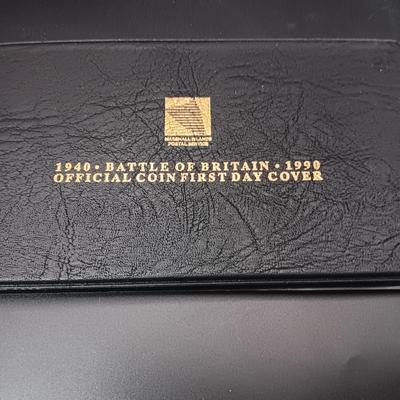 MARSHALL ISLANDS
POSTAL SERVICE
1940 • BATTLE OF BRITAIN • 1990
OFFICIAL COIN FIRST DAY COVER